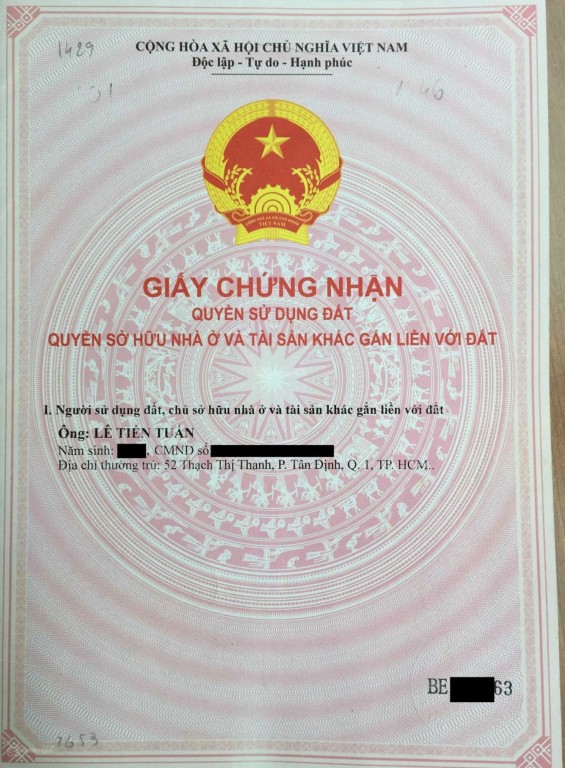 1429
CỘNG HÒA XÃ HỘI CHỦ NGHĨA VIỆT NAM
Độc lập - Tự do - Hạnh phúc
VIỆT NAM
GIẤY CHỨNG NHẬN
QUYỀN SỬ DỤNG ĐẤT
QUYỀN SỞ HỮU NHÀ Ở VÀ TÀI SẢN KHÁC GẮN LIỀN VỚI ĐẤT
I. Người sử dụng đất, chủ sở hữu nhà ở và tài sản khác gắn liền với đất
Ông: LÊ TIẾN TUẤN
Năm sinh: , CMND số
Địa chỉ thường trú: 52 Thạch Thị Thanh, P. Tân Định, Q. 1, TP. HCM..
BE 63